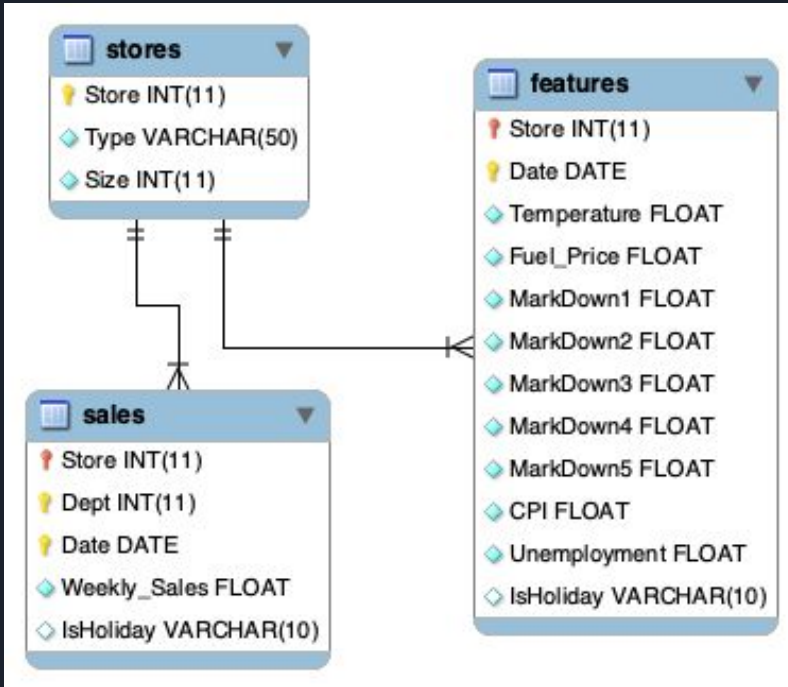 stores
Store INT(11)
Type VARCHAR(50)
Size INT(11)
features
Store INT(11)
Date DATE
Temperature FLOAT
Fuel_Price FLOAT
MarkDown1 FLOAT
MarkDown2 FLOAT
MarkDown3 FLOAT
MarkDown4 FLOAT
MarkDown5 FLOAT
CPI FLOAT
Unemployment FLOAT
IsHoliday VARCHAR(10)
sales
Store INT(11)
Dept INT(11)
Date DATE
Weekly_Sales FLOAT
IsHoliday VARCHAR(10)